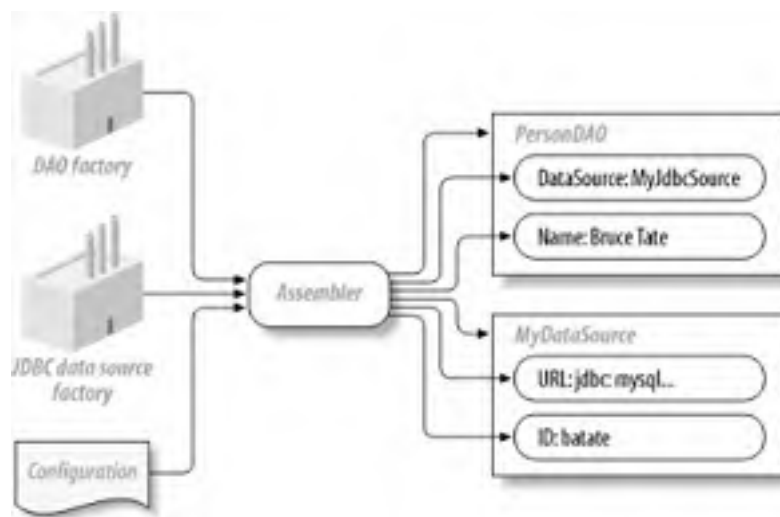 DAO factory
JDBC data source
factory
Configuration
Assembler
PersonDAO
DataSource: MyJdbcSource
Name: Bruce Tate
MyDataSource
URL: jdbc: mysql...
ID: batate